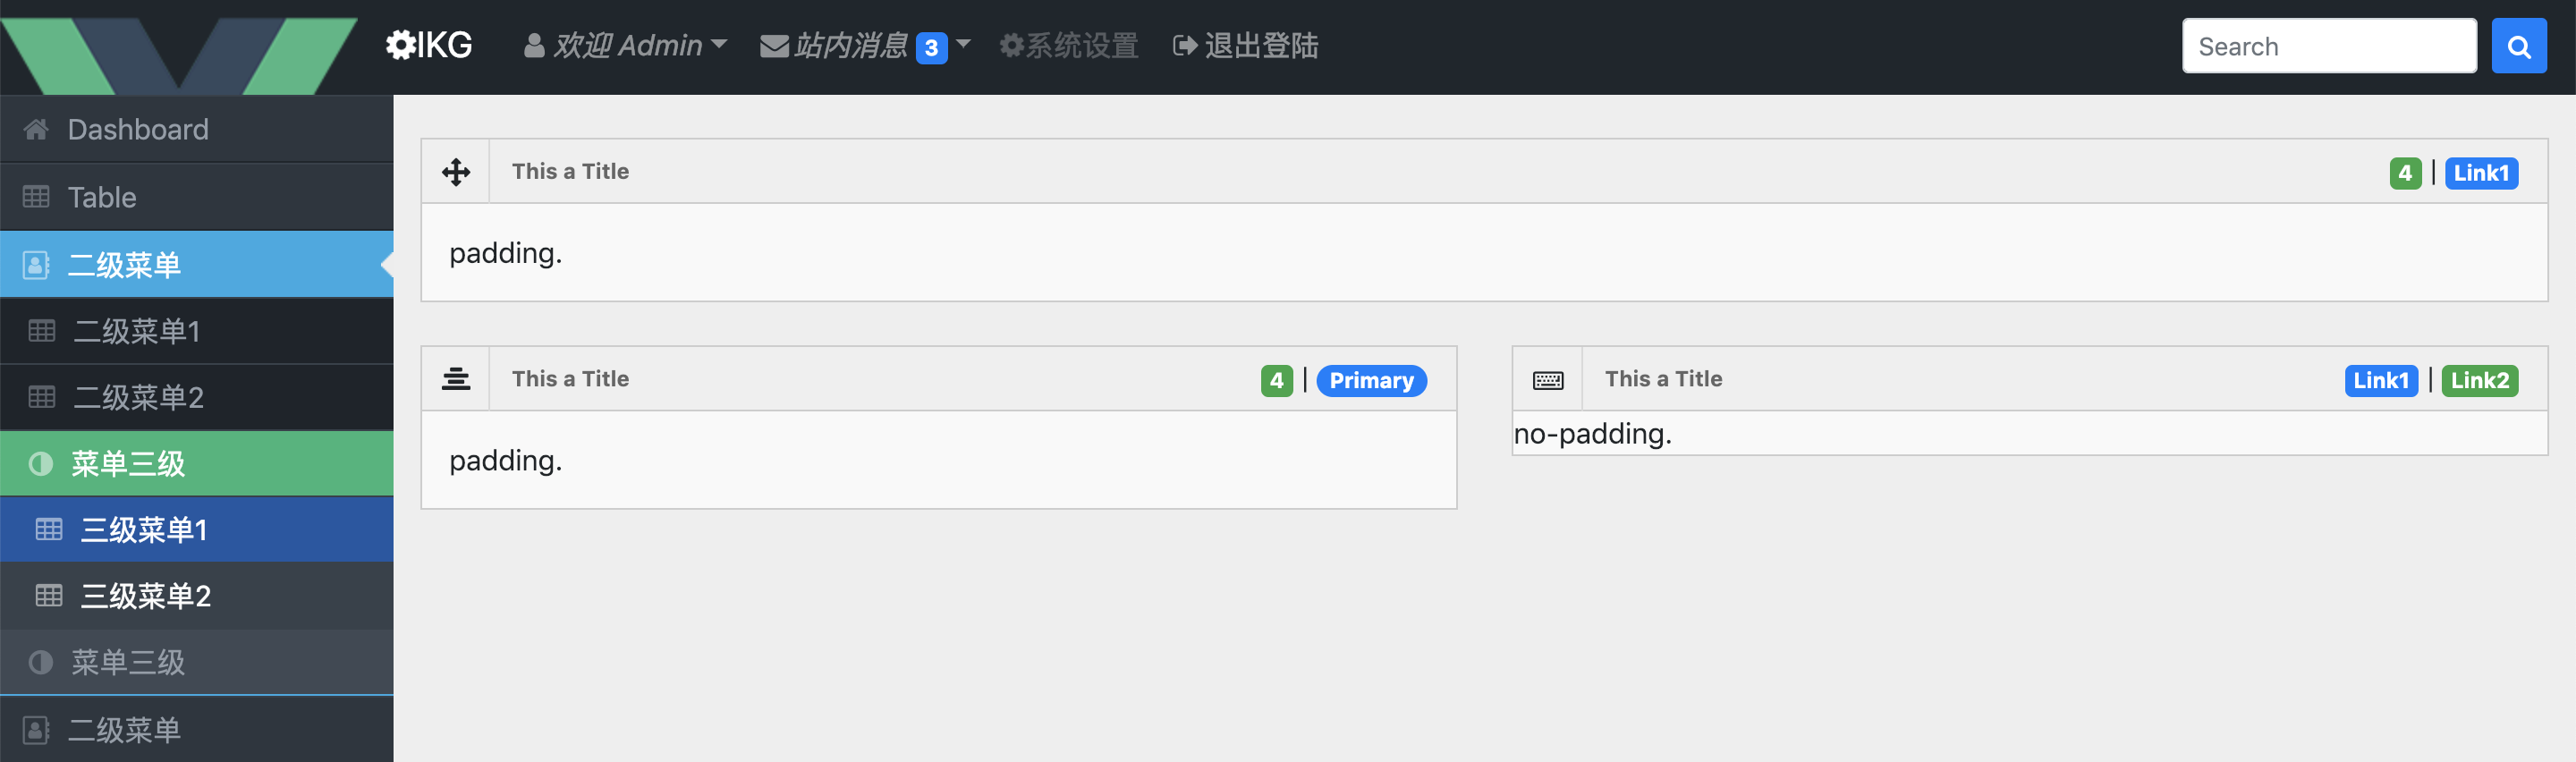 IKG 欢迎 Admin 站内消息 3 系统设置 退出登陆 Search
Dashboard
Table
二级菜单
二级菜单1
二级菜单2
菜单三级
三级菜单1
三级菜单2
菜单三级
二级菜单
This a Title 4 | Link1
padding.
This a Title 4 | Primary
padding.
This a Title Link1 | Link2
no-padding.